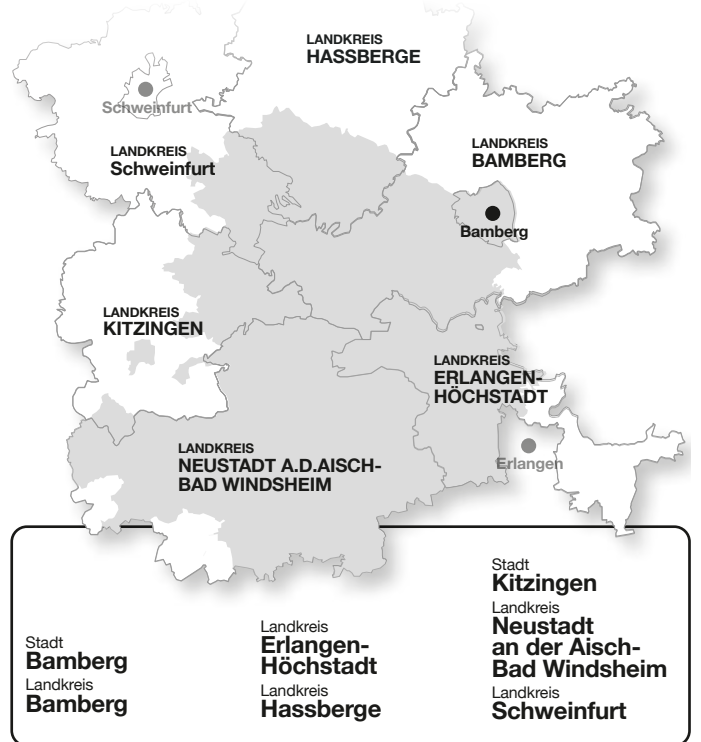 LANDKREIS
HASSBERGE
Schweinfurt
LANDKREIS
Schweinfurt
LANDKREIS
BAMBERG
Bamberg
LANDKREIS
KITZINGEN
LANDKREIS
ERLANGEN-
HÖCHSTADT
LANDKREIS
NEUSTADT A.D.AISCH-
BAD WINDSHEIM
Erlangen
Stadt
Bamberg
Landkreis
Bamberg
Landkreis
Erlangen-
Höchstadt
Landkreis
Hassberge
Stadt
Kitzingen
Landkreis
Neustadt
an der Aisch-
Bad Windsheim
Landkreis
Schweinfurt